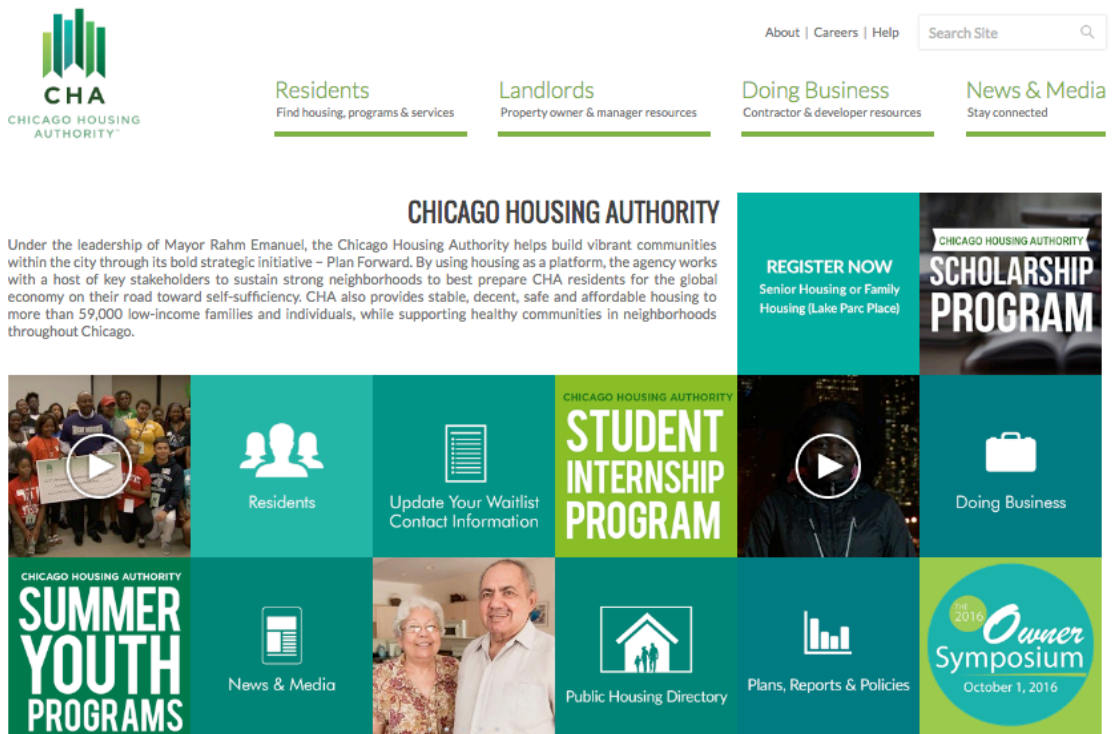 CHA
CHICAGO HOUSING
AUTHORITY™
About | Careers | Help
Search Site
Residents
Find housing, programs & services
Landlords
Property owner & manager resources
Doing Business
Contractor & developer resources
News & Media
Stay connected
CHICAGO HOUSING AUTHORITY
Under the leadership of Mayor Rahm Emanuel, the Chicago Housing Authority helps build vibrant communities
within the city through its bold strategic initiative – Plan Forward. By using housing as a platform, the agency works
with a host of key stakeholders to sustain strong neighborhoods to best prepare CHA residents for the global
economy on their road toward self-sufficiency. CHA also provides stable, decent, safe and affordable housing to
more than 59,000 low-income families and individuals, while supporting healthy communities in neighborhoods
throughout Chicago.
REGISTER NOW
Senior Housing or Family
Housing (Lake Parc Place)
CHICAGO HOUSING AUTHORITY
SCHOLARSHIP
PROGRAM
Residents
Update Your Waitlist
Contact Information
CHICAGO HOUSING AUTHORITY
STUDENT
INTERNSHIP
PROGRAM
Doing Business
CHICAGO HOUSING AUTHORITY
SUMMER
YOUTH
PROGRAMS
News & Media
Public Housing Directory
Plans, Reports & Policies
THE
2016
Owner
Symposium
October 1, 2016